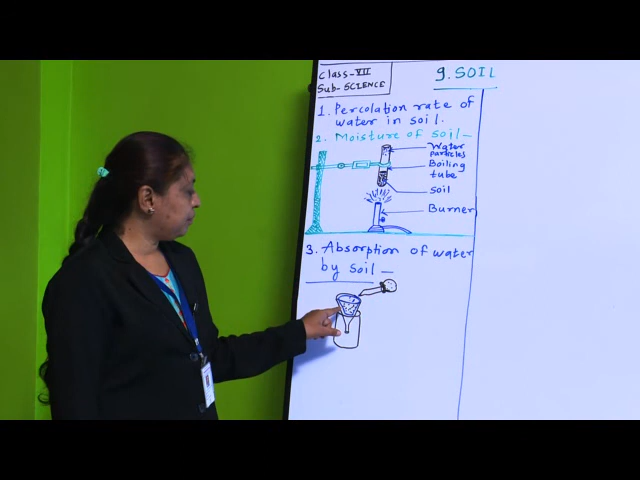 Class-VII
Sub-SCIENCE
9. SOIL
1. Percolation rate of
water in soil.
2. Moisture of soil-
Water
particles
Boiling
tube
Soil
Burner
3. Absorption of water
by soil-